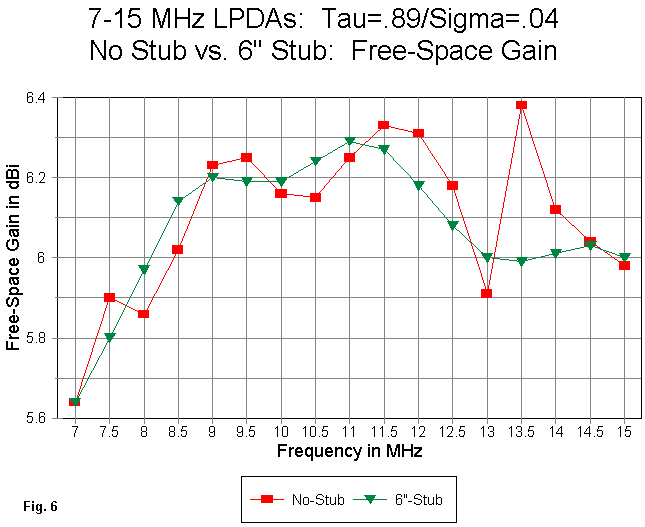 7-15 MHz LPDAs:  Tau=.89/Sigma=.04
No Stub vs. 6" Stub:  Free-Space Gain
Free-Space Gain in dBi
6.4
6.2
6
5.8
5.6
7 7.5 8 8.5 9 9.5 10 10.5 11 11.5 12 12.5 13 13.5 14 14.5 15
Frequency in MHz
No-Stub 6"-Stub
Fig. 6